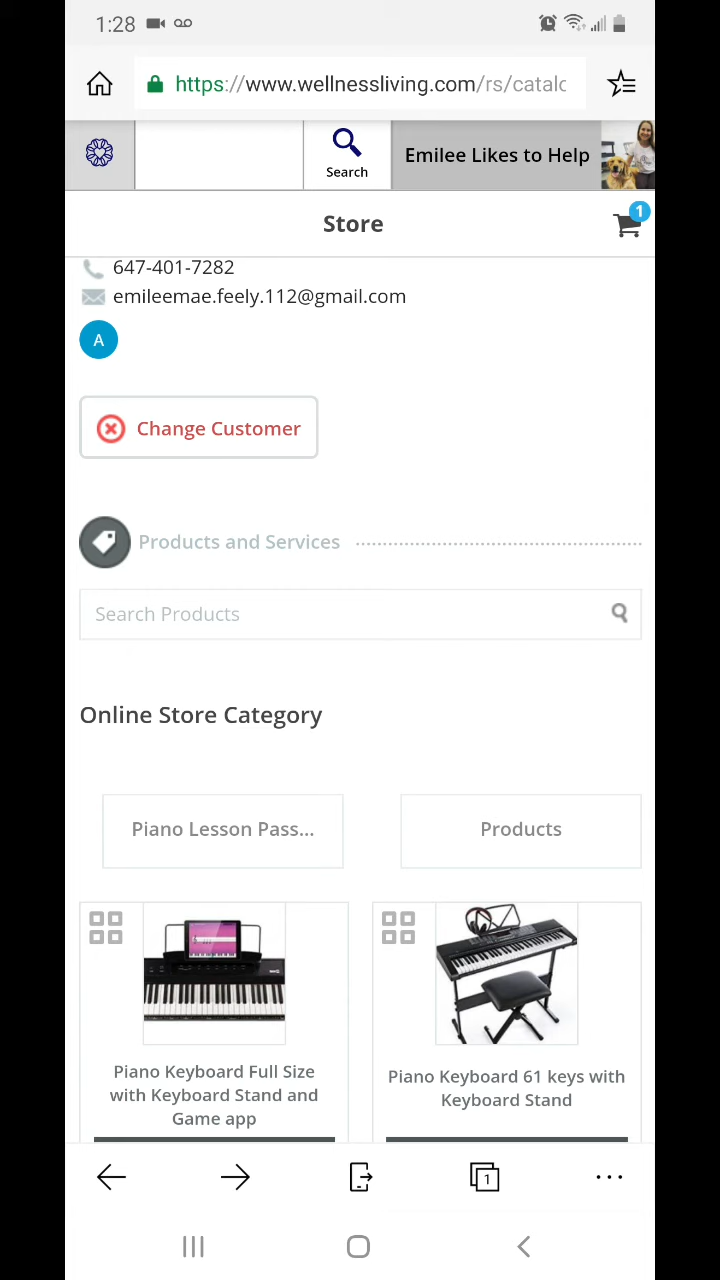 1:28
https://www.wellnessliving.com/rs/catalc
Search
Emilee Likes to Help
Store
1
647-401-7282
emileemae.feely.112@gmail.com
A
Change Customer
Products and Services
Search Products
Online Store Category
Piano Lesson Pass...
Products
Piano Keyboard Full Size
with Keyboard Stand and
Game app
Piano Keyboard 61 keys with
Keyboard Stand
1